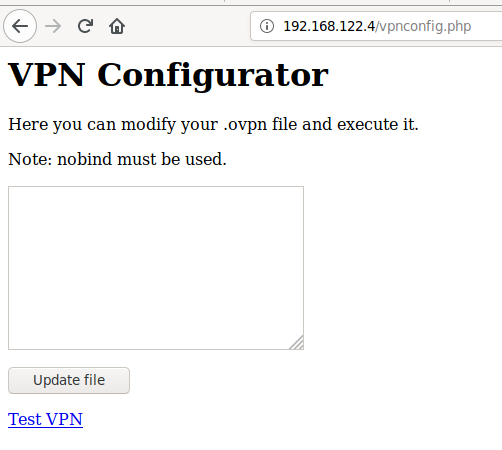 192.168.122.4/vpnconfig.php
VPN Configurator
Here you can modify your .ovpn file and execute it.
Note: nobind must be used.
Update file
Test VPN